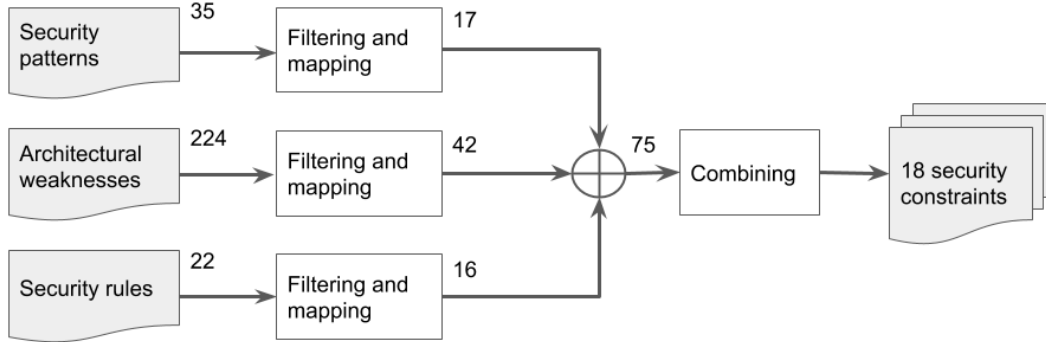 35
Security
patterns
Filtering and
mapping
17
224
Architectural
weaknesses
Filtering and
mapping
42
75
Combining
18 security
constraints
22
Security rules
Filtering and
mapping
16